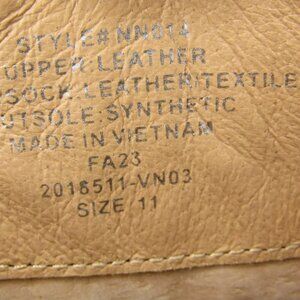 STYLE# NN014
UPPER: LEATHER
SOCK: LEATHER/TEXTILE
UTSOLE: SYNTHETIC
MADE IN VIETNAM
FA23
2018511-VN03
SIZE 11